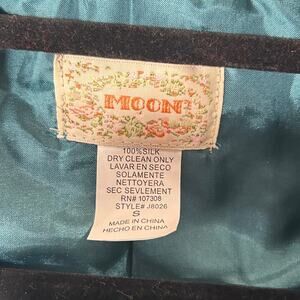 MOON
100%SILK
DRY CLEAN ONLY
LAVAR EN SECO
SOLAMENTE
NETTOYERA
SEC SEVLEMENT
RN# 107308
STYLE# J8026
S
MADE IN CHINA
HECHO EN CHINA